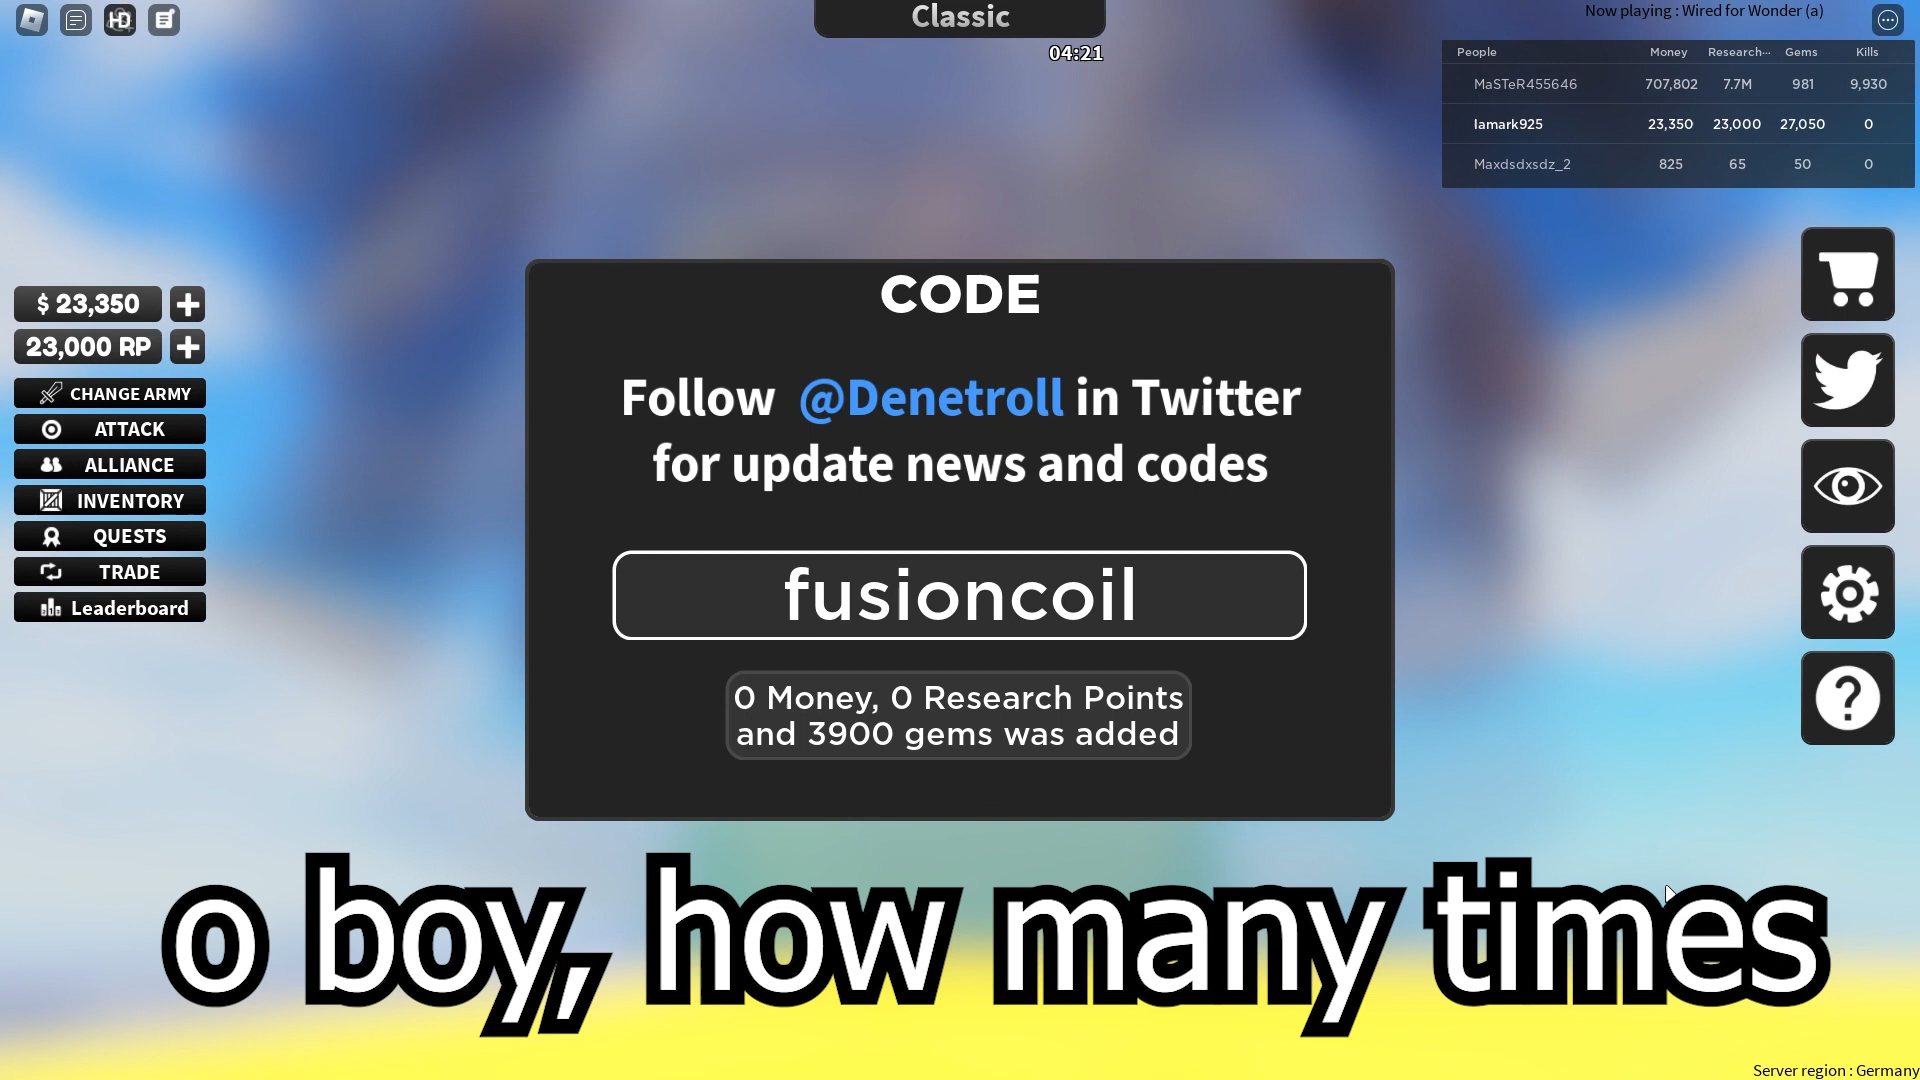 HD
Classic
04:21
Now playing : Wired for Wonder (a)
People Money Research··· Gems Kills
MaSTeR455646 707,802 7.7M 981 9,930
lamark925 23,350 23,000 27,050 0
Maxdsdxsdz_2 825 65 50 0
$ 23,350 +
23,000 RP +
CHANGE ARMY
ATTACK
ALLIANCE
INVENTORY
QUESTS
TRADE
Leaderboard
CODE
Follow @Denetroll in Twitter
for update news and codes
fusioncoil
0 Money, 0 Research Points
and 3900 gems was added
?
o boy, how many times
Server region : Germany